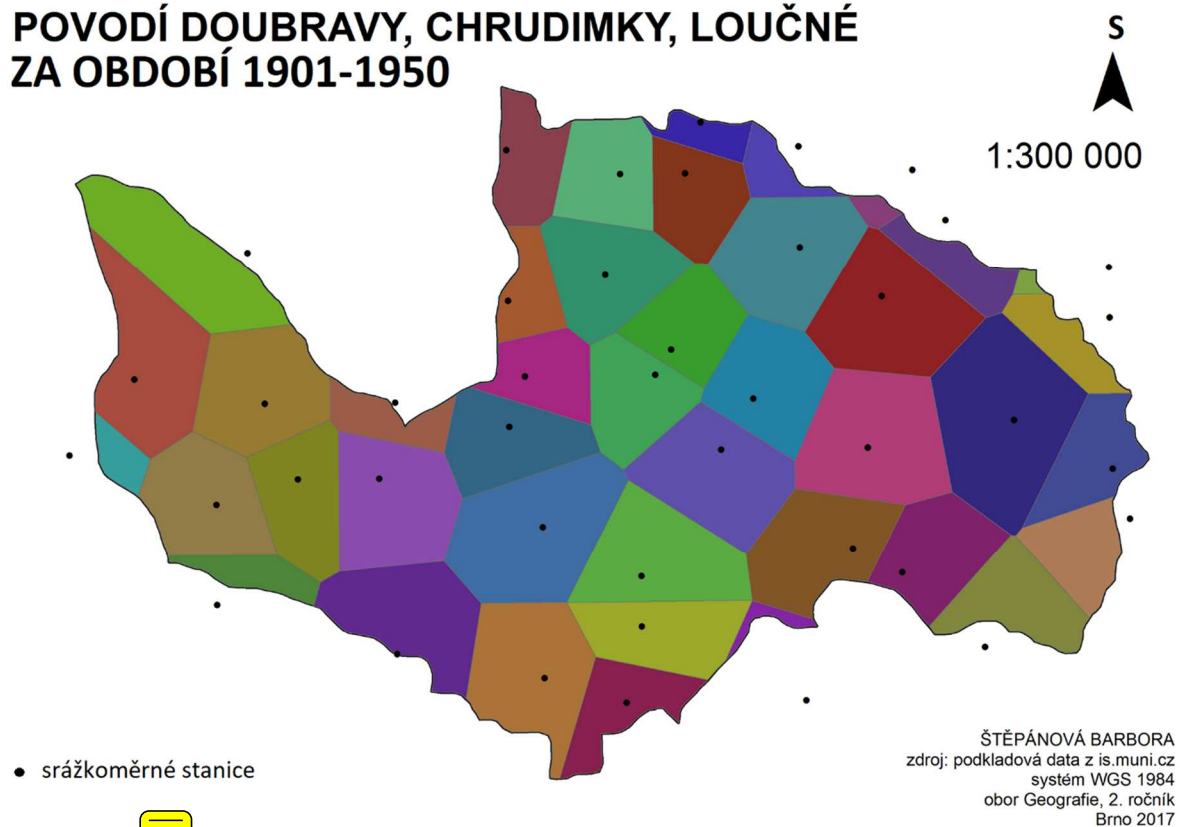 POVODÍ DOUBRAVY, CHRUDIMKY, LOUČNÉ
ZA OBDOBÍ 1901-1950
S
1:300 000
srážkoměrné stanice
ŠTĚPÁNOVÁ BARBORA
zdroj: podkladová data z is.muni.cz
systém WGS 1984
obor Geografie, 2. ročník
Brno 2017